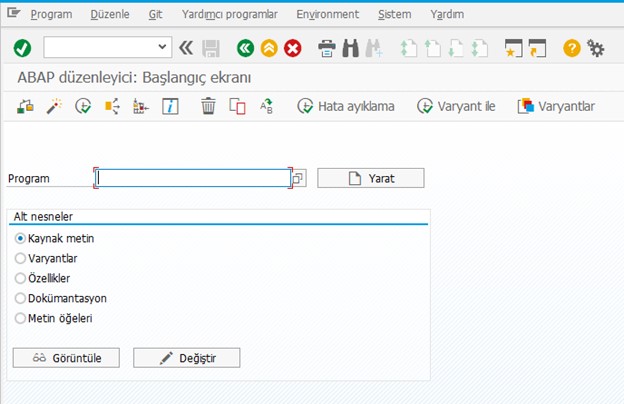 Program Düzenle Git Yardımcı programlar Environment Sistem Yardım
ABAP düzenleyici: Başlangıç ekranı
Hata ayıklama Varyant ile Varyantlar
Program Yarat
Alt nesneler
Kaynak metin
Varyantlar
Özellikler
Dokümantasyon
Metin öğeleri
Görüntüle Değiştir